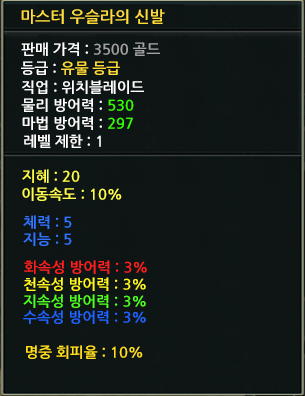 마스터 우슬라의 신발
판매 가격 : 3500 골드
등급 : 유물 등급
직업 : 위치블레이드
물리 방어력 : 530
마법 방어력 : 297
레벨 제한 : 1
지혜 : 20
이동속도 : 10%
체력 : 5
지능 : 5
화속성 방어력 : 3%
천속성 방어력 : 3%
지속성 방어력 : 3%
수속성 방어력 : 3%
명중 회피율 : 10%